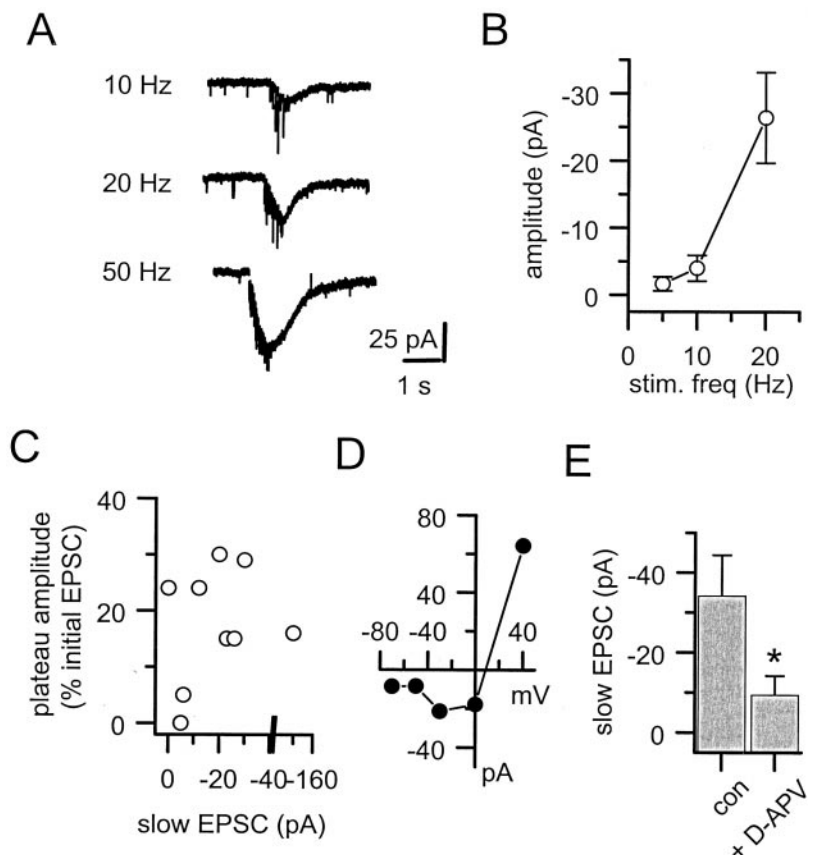 A
10 Hz
20 Hz
50 Hz
25 pA
1 s
B
amplitude (pA)
-30
-20
-10
0
0 10 20
stim. freq (Hz)
C
plateau amplitude
(% initial EPSC)
40
20
0
0 -20 -40 -160
slow EPSC (pA)
D
80
40
-80 -40 40
mV
-40
pA
E
slow EPSC (pA)
-40
-20
0
*
con
+ D-APV